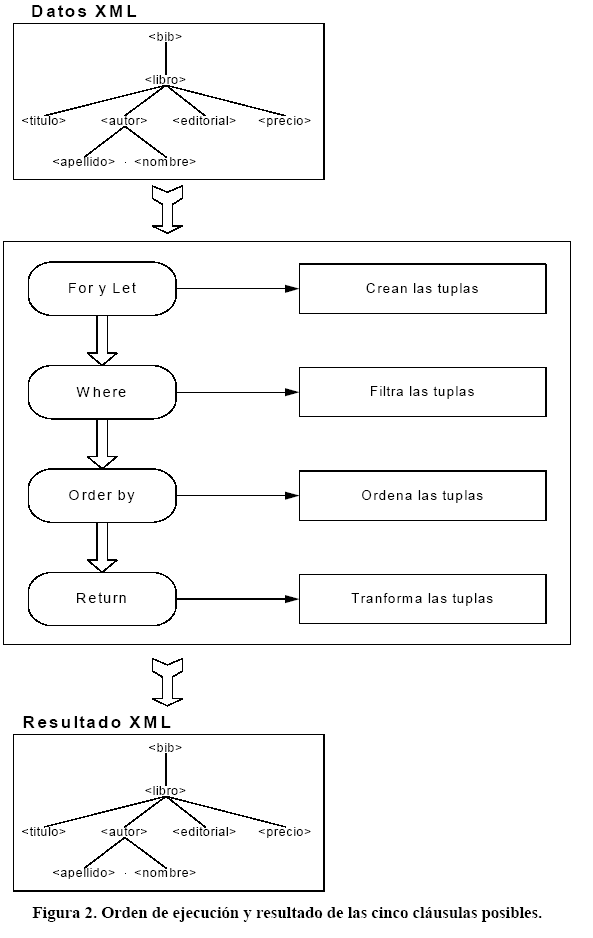 Datos XML
<bib>
<libro>
<titulo> <autor> <editorial> <precio>
<apellido> . <nombre>
For y Let Crean las tuplas
Where Filtra las tuplas
Order by Ordena las tuplas
Return Tranforma las tuplas
Resultado XML
<bib>
<libro>
<titulo> <autor> <editorial> <precio>
<apellido> . <nombre>
Figura 2. Orden de ejecución y resultado de las cinco cláusulas posibles.